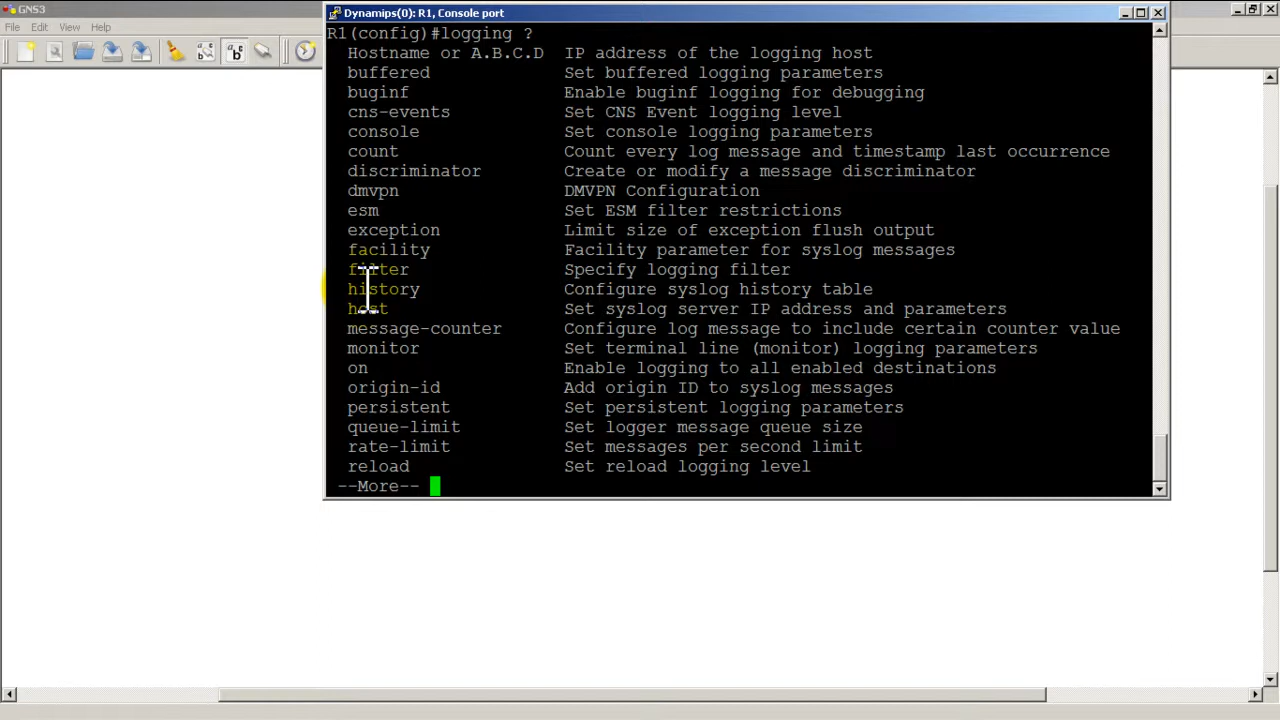 GNS3
File Edit View Help
Dynamips(0): R1, Console port
R1(config)#logging ?
Hostname or A.B.C.D IP address of the logging host
buffered Set buffered logging parameters
buginf Enable buginf logging for debugging
cns-events Set CNS Event logging level
console Set console logging parameters
count Count every log message and timestamp last occurrence
discriminator Create or modify a message discriminator
dmvpn DMVPN Configuration
esm Set ESM filter restrictions
exception Limit size of exception flush output
facility Facility parameter for syslog messages
filter Specify logging filter
history Configure syslog history table
host Set syslog server IP address and parameters
message-counter Configure log message to include certain counter value
monitor Set terminal line (monitor) logging parameters
on Enable logging to all enabled destinations
origin-id Add origin ID to syslog messages
persistent Set persistent logging parameters
queue-limit Set logger message queue size
rate-limit Set messages per second limit
reload Set reload logging level
--More--